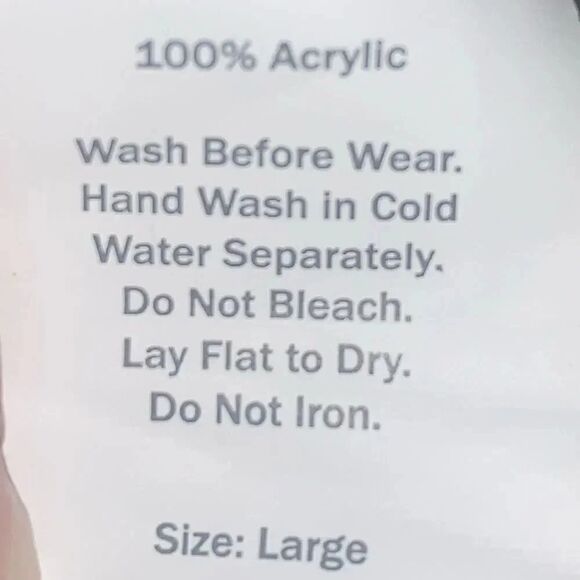 100% Acrylic
Wash Before Wear.
Hand Wash in Cold
Water Separately.
Do Not Bleach.
Lay Flat to Dry.
Do Not Iron.
Size: Large